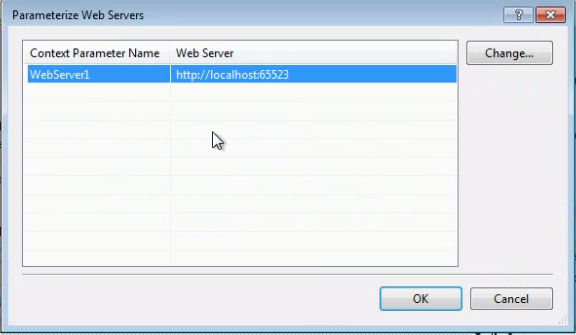 Parameterize Web Servers
Context Parameter Name Web Server Change...
WebServer1 http://localhost:65523
OK Cancel